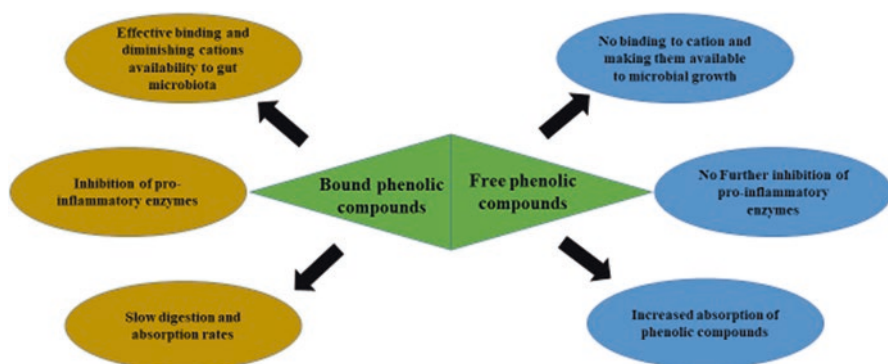 Effective binding and
diminishing cations
availability to gut
microbiota
No binding to cation and
making them available
to microbial growth
Inhibition of pro-
inflammatory enzymes
Bound phenolic
compounds
Free phenolic
compounds
No Further inhibition of
pro-inflammatory
enzymes
Slow digestion and
absorption rates
Increased absorption of
phenolic compounds